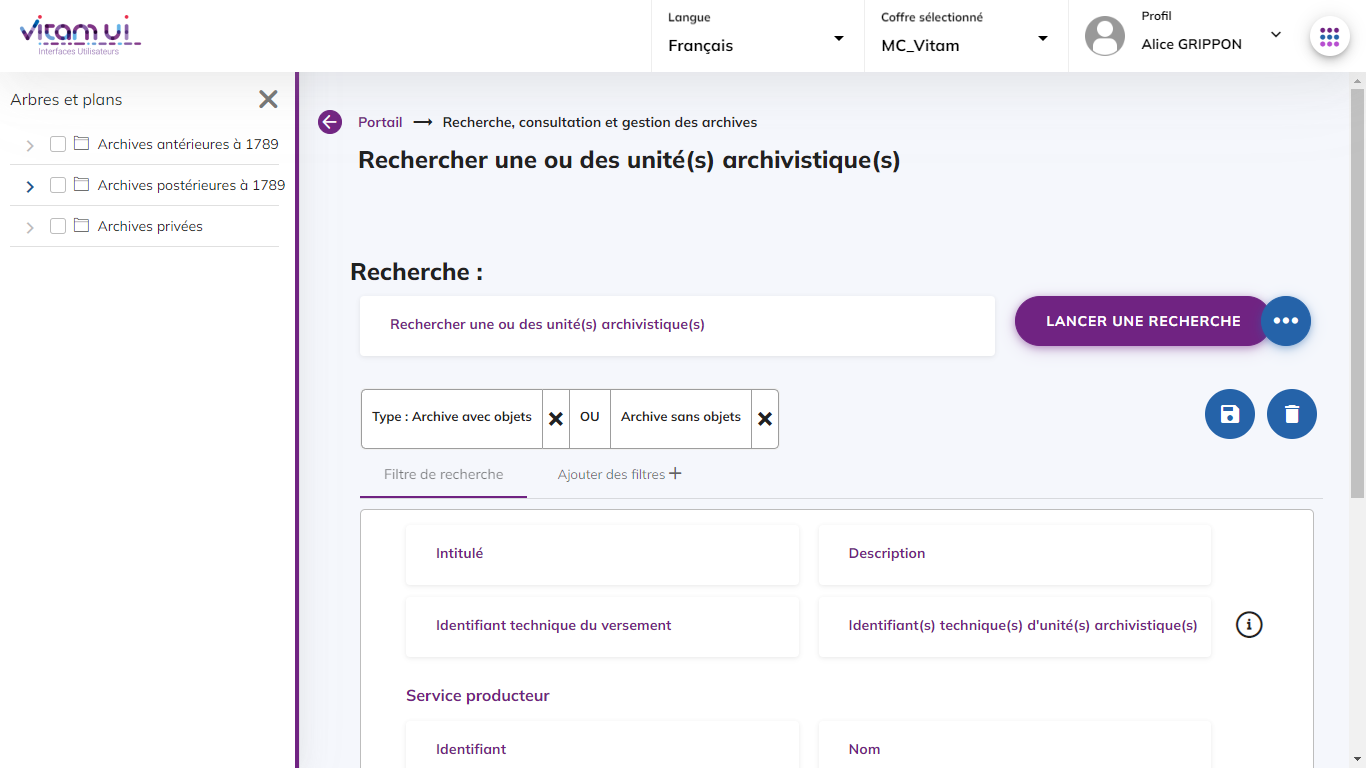 vitam ui
Interfaces Utilisateurs
Langue
Français
Coffre sélectionné
MC_Vitam
Profil
Alice GRIPPON
Arbres et plans
Archives antérieures à 1789
Archives postérieures à 1789
Archives privées
Portail
Recherche, consultation et gestion des archives
Rechercher une ou des unité(s) archivistique(s)
Recherche :
Rechercher une ou des unité(s) archivistique(s)
LANCER UNE RECHERCHE
Type : Archive avec objets
OU
Archive sans objets
Filtre de recherche
Ajouter des filtres
Intitulé
Description
Identifiant technique du versement
Identifiant(s) technique(s) d'unité(s) archivistique(s)
Service producteur
Identifiant
Nom